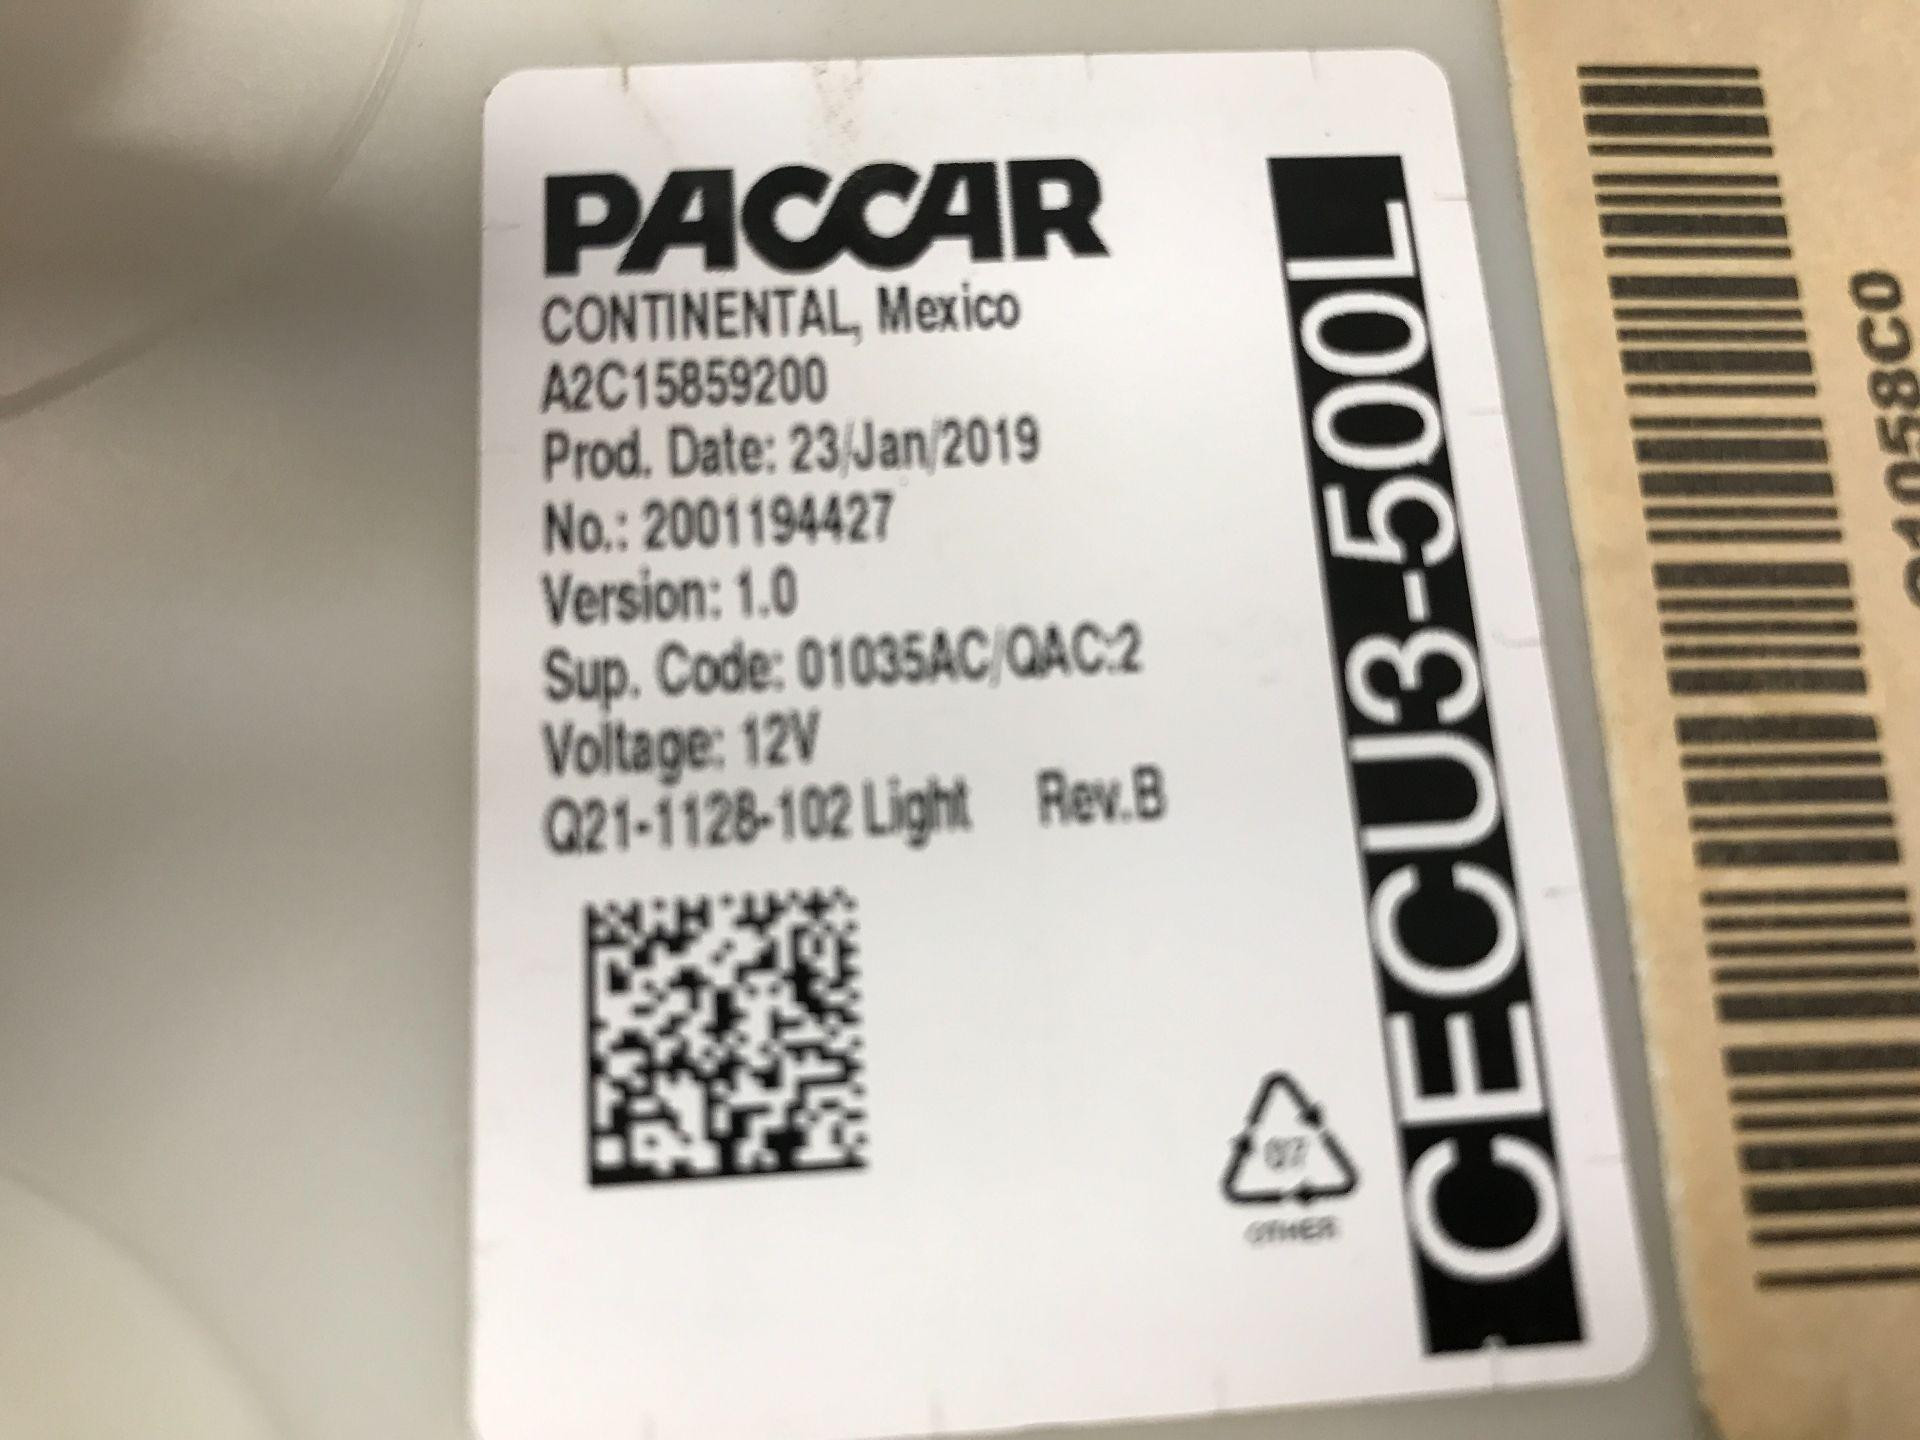 PACCAR
CONTINENTAL, Mexico
A2C15859200
Prod. Date: 23/Jan/2019
No.: 2001194427
Version: 1.0
Sup. Code: 01035AC/QAC:2
Voltage: 12V
Q21-1128-102 Light Rev.B
07
OTHER
CECU3-500L